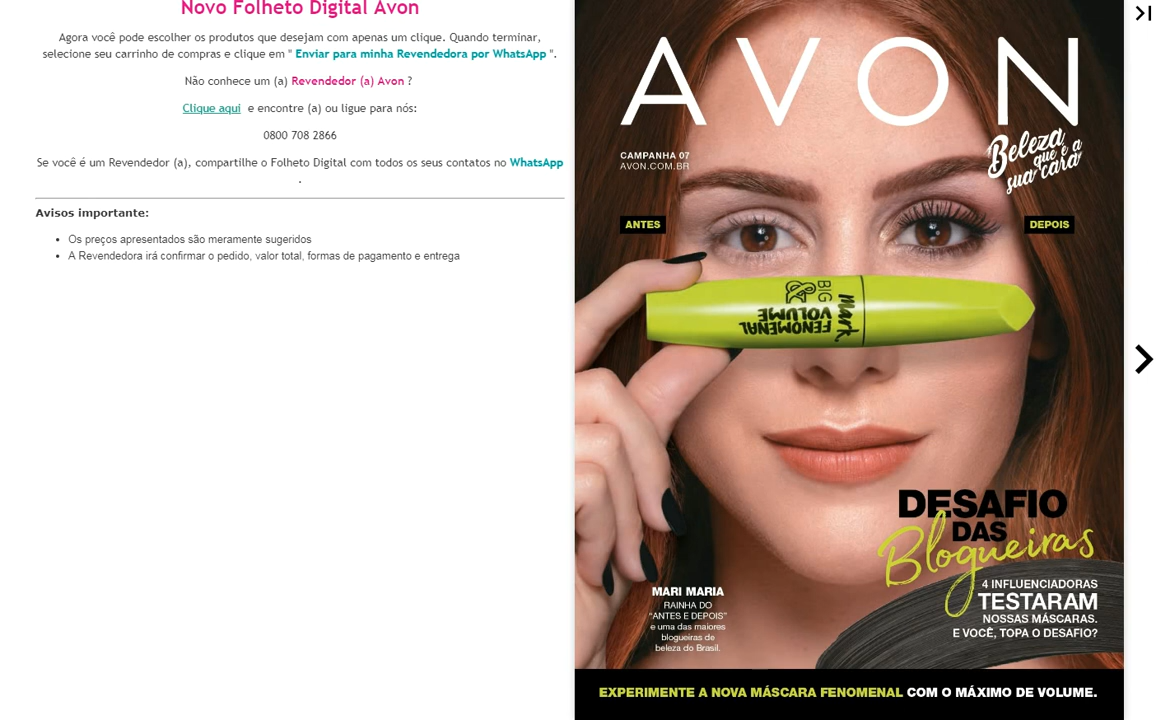 Novo Folheto Digital Avon
Agora você pode escolher os produtos que desejam com apenas um clique. Quando terminar,
selecione seu carrinho de compras e clique em " Enviar para minha Revendedora por WhatsApp ".
Não conhece um (a) Revendedor (a) Avon ?
Clique aqui e encontre (a) ou ligue para nós:
0800 708 2866
Se você é um Revendedor (a), compartilhe o Folheto Digital com todos os seus contatos no WhatsApp
.
Avisos importante:
• Os preços apresentados são meramente sugeridos
• A Revendedora irá confirmar o pedido, valor total, formas de pagamento e entrega
AVON
CAMPANHA 07
AVON.COM.BR
Beleza
que é a
sua cara
ANTES
DEPOIS
mark.
BIG
&
VOLUME
FENOMENAL
DESAFIO
DAS
Blogueiras
4 INFLUENCIADORAS
TESTARAM
NOSSAS MÁSCARAS.
E VOCÊ, TOPA O DESAFIO?
MARI MARIA
RAINHA DO
"ANTES E DEPOIS"
e uma das maiores
blogueiras de
beleza do Brasil.
EXPERIMENTE A NOVA MÁSCARA FENOMENAL COM O MÁXIMO DE VOLUME.